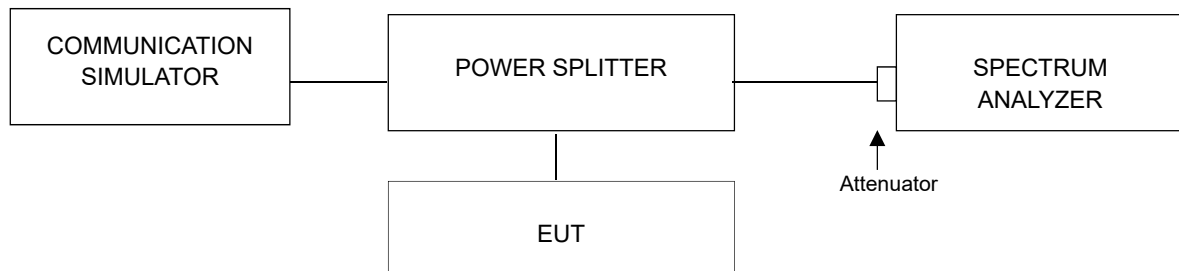 COMMUNICATION
SIMULATOR
POWER SPLITTER
SPECTRUM
ANALYZER
Attenuator
EUT